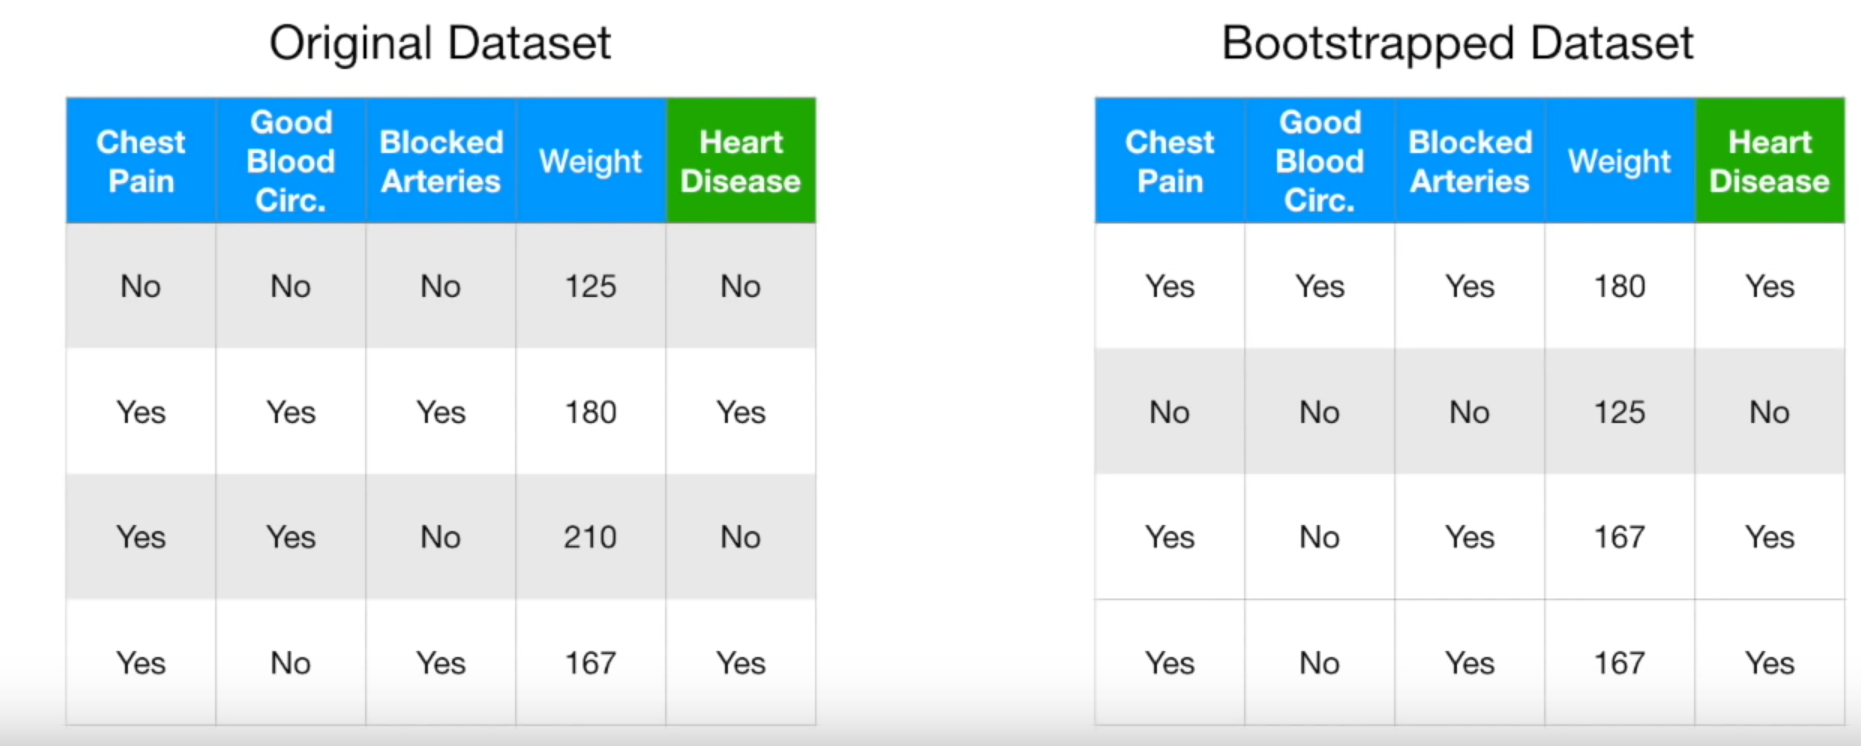 Original Dataset
Chest Pain Good Blood Circ. Blocked Arteries Weight Heart Disease
No No No 125 No
Yes Yes Yes 180 Yes
Yes Yes No 210 No
Yes No Yes 167 Yes
Bootstrapped Dataset
Chest Pain Good Blood Circ. Blocked Arteries Weight Heart Disease
Yes Yes Yes 180 Yes
No No No 125 No
Yes No Yes 167 Yes
Yes No Yes 167 Yes